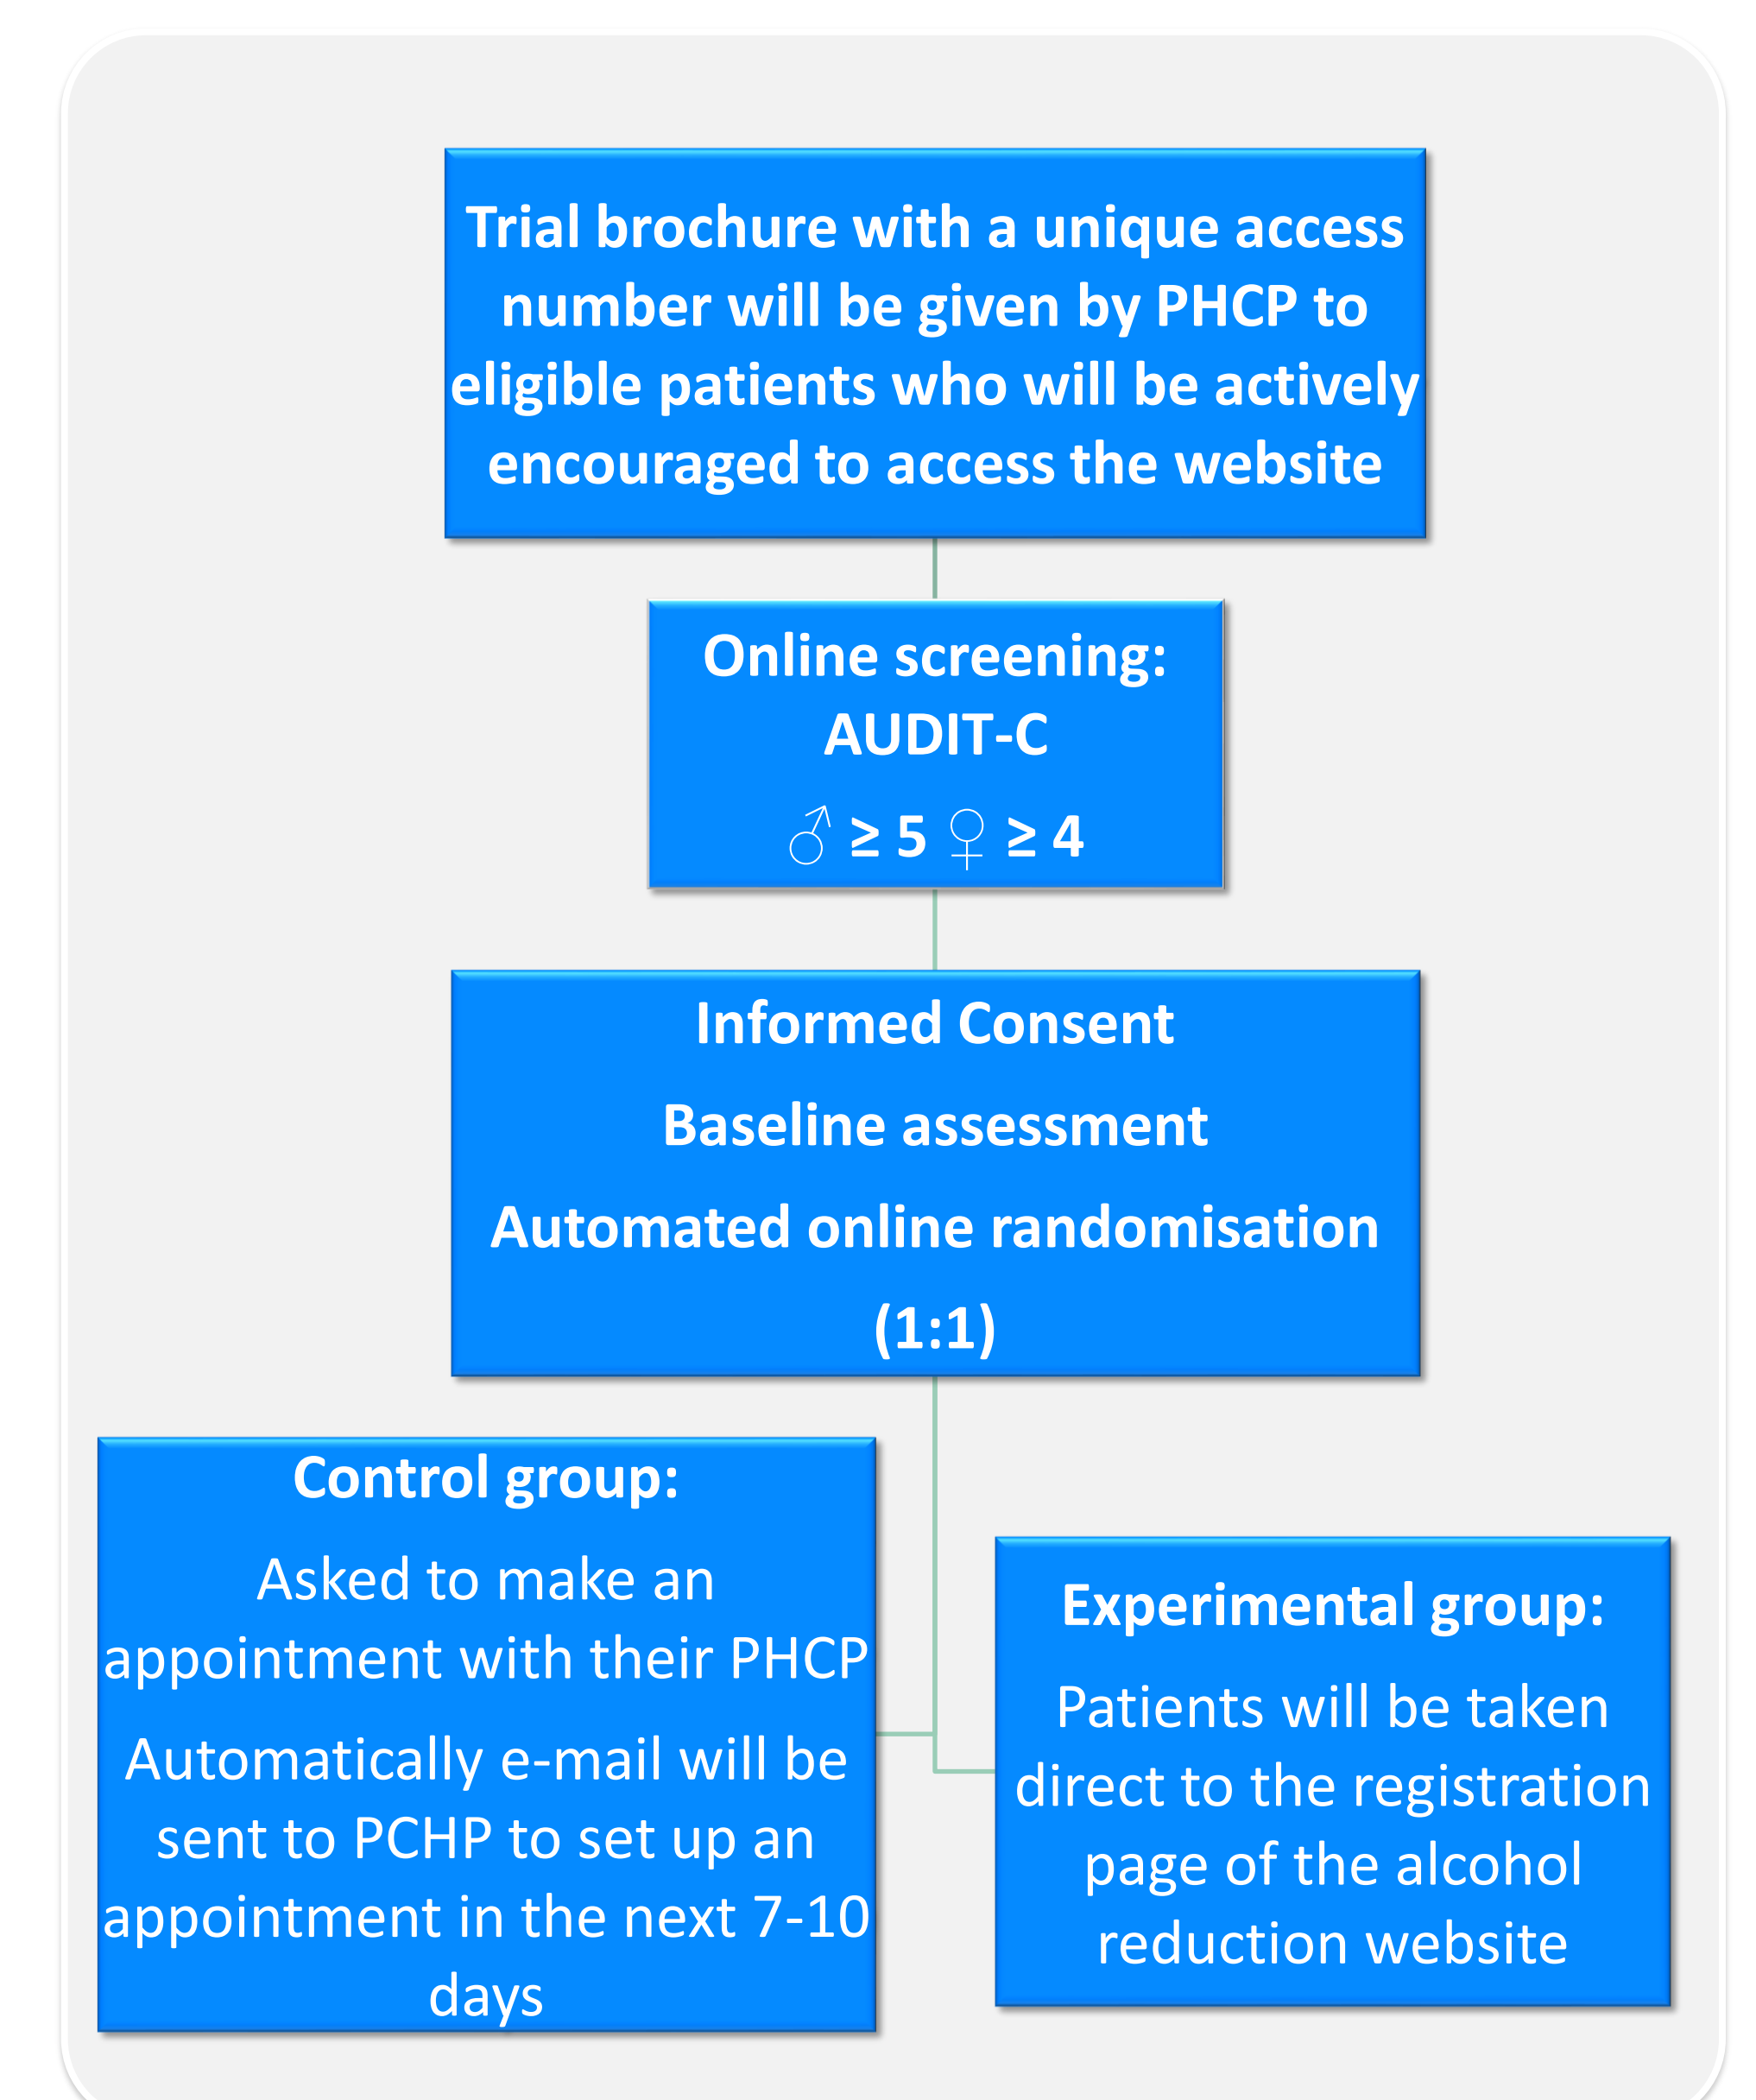 Trial brochure with a unique access
number will be given by PHCP to
eligible patients who will be actively
encouraged to access the website
Online screening:
AUDIT-C
♂ ≥ 5 ♀ ≥ 4
Informed Consent
Baseline assessment
Automated online randomisation
(1:1)
Control group:
Asked to make an
appointment with their PHCP
Automatically e-mail will be
sent to PCHP to set up an
appointment in the next 7-10
days
Experimental group:
Patients will be taken
direct to the registration
page of the alcohol
reduction website